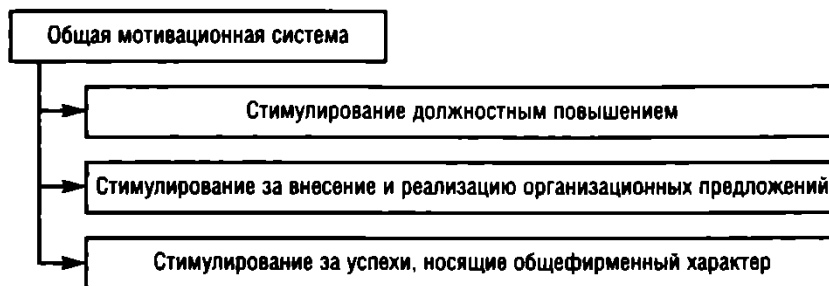 Общая мотивационная система
Стимулирование должностным повышением
Стимулирование за внесение и реализацию организационных предложений
Стимулирование за успехи, носящие общефирменный характер